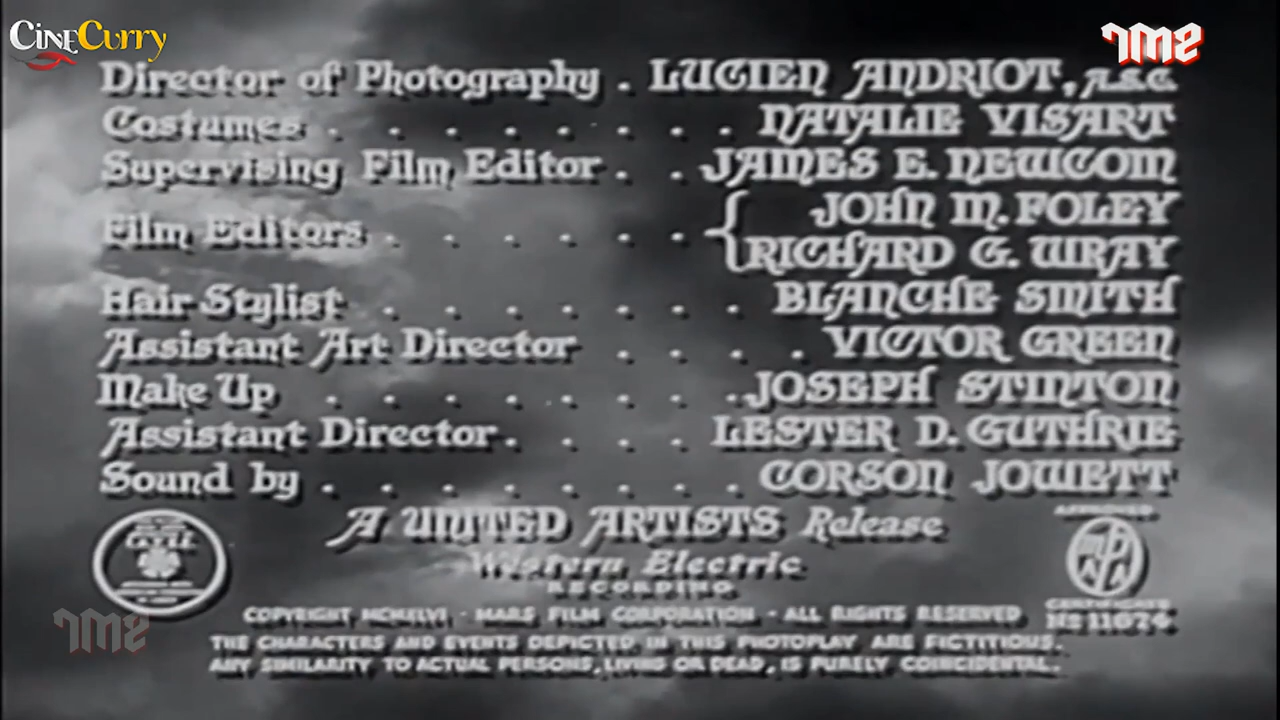 CINECURRY
Director of Photography . LUCIEN ANDRIOT, A.S.C.
Costumes . . . . . . . . NATALIE VISART
Supervising Film Editor . . JAMES E. NEWCOM
Film Editors . . . . . . { JOHN M. FOLEY
RICHARD G. WRAY
Hair Stylist . . . . . . . BLANCHE SMITH
Assistant Art Director . . . . VICTOR GREEN
Make Up . . . . . . . . . JOSEPH STINTON
Assistant Director . . . . LESTER D. GUTHRIE
Sound by . . . . . . . . CORSON JOWETT
A UNITED ARTISTS Release
Western Electric
RECORDING
COPYRIGHT MCMXLVI - MARS FILM CORPORATION - ALL RIGHTS RESERVED
THE CHARACTERS AND EVENTS DEPICTED IN THIS PHOTOPLAY ARE FICTITIOUS.
ANY SIMILARITY TO ACTUAL PERSONS, LIVING OR DEAD, IS PURELY COINCIDENTAL.
APPROVED
MPPDA
CERTIFICATE
No 11674